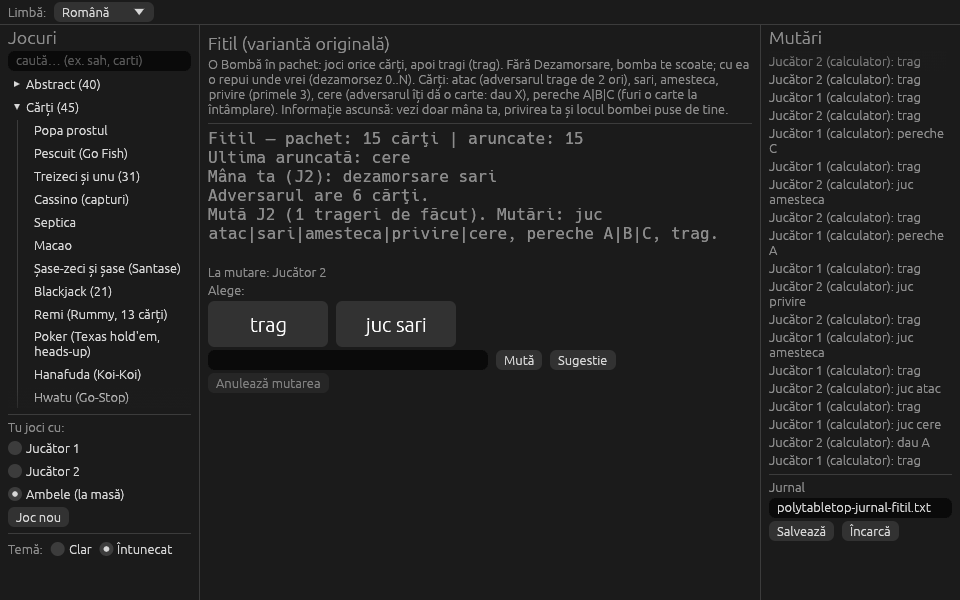 Limbă: Română
Jocuri
caută... (ex. sah, carti)
Abstract (40)
Cărți (45)
Popa prostul
Pescuit (Go Fish)
Treizeci și unu (31)
Cassino (capturi)
Septica
Macao
Șase-zeci și șase (Santase)
Blackjack (21)
Remi (Rummy, 13 cărți)
Poker (Texas hold'em,
heads-up)
Hanafuda (Koi-Koi)
Hwatu (Go-Stop)
Tu joci cu:
Jucător 1
Jucător 2
Ambele (la masă)
Joc nou
Temă: Clar Întunecat
Fitil (variantă originală)
O Bombă în pachet: joci orice cărți, apoi tragi (trag). Fără Dezamorsare, bomba te scoate; cu ea
o repui unde vrei (dezamorsez 0..N). Cărți: atac (adversarul trage de 2 ori), sari, amesteca,
privire (primele 3), cere (adversarul îți dă o carte: dau X), pereche A|B|C (furi o carte la
întâmplare). Informație ascunsă: vezi doar mâna ta, privirea ta și locul bombei puse de tine.
Fitil — pachet: 15 cărți | aruncate: 15
Ultima aruncată: cere
Mâna ta (J2): dezamorsare sari
Adversarul are 6 cărți.
Mută J2 (1 trageri de făcut). Mutări: juc
atac|sari|amesteca|privire|cere, pereche A|B|C, trag.
La mutare: Jucător 2
Alege:
trag juc sari
Mută Sugestie
Anulează mutarea
Mutări
Jucător 2 (calculator): trag
Jucător 2 (calculator): trag
Jucător 1 (calculator): trag
Jucător 2 (calculator): trag
Jucător 1 (calculator): pereche
C
Jucător 1 (calculator): trag
Jucător 2 (calculator): juc
amesteca
Jucător 2 (calculator): trag
Jucător 1 (calculator): pereche
A
Jucător 1 (calculator): trag
Jucător 2 (calculator): juc
privire
Jucător 2 (calculator): trag
Jucător 1 (calculator): juc
amesteca
Jucător 1 (calculator): trag
Jucător 2 (calculator): juc atac
Jucător 1 (calculator): trag
Jucător 1 (calculator): juc cere
Jucător 2 (calculator): dau A
Jucător 1 (calculator): trag
Jurnal
polytabletop-jurnal-fitil.txt
Salvează Încarcă